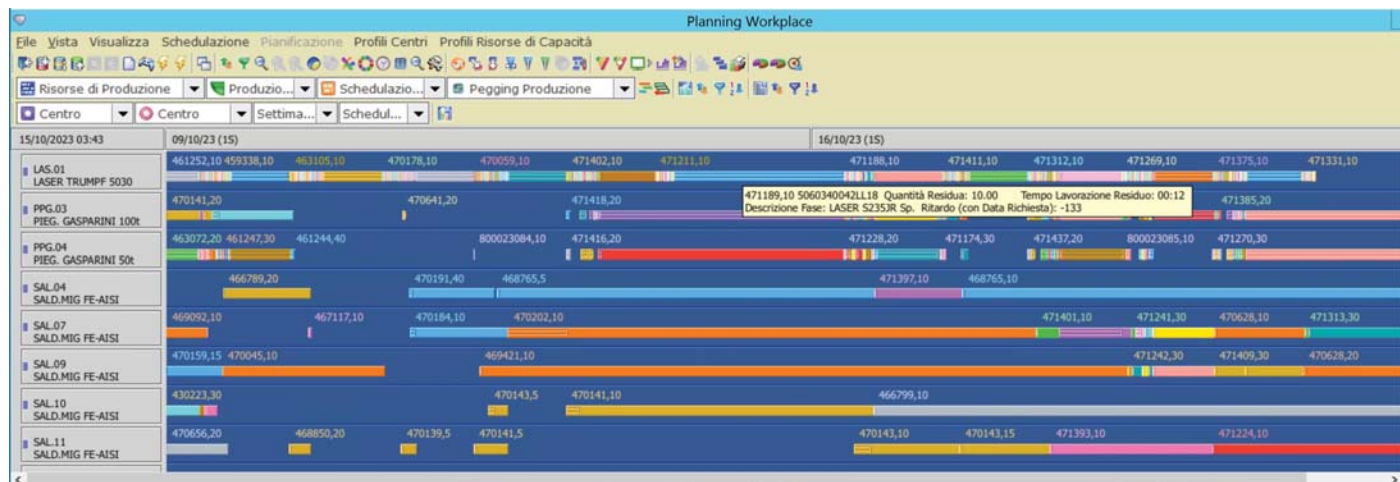 Planning Workplace
File Vista Visualizza Schedulazione Pianificazione Profili Centri Profili Risorse di Capacità
Risorse di Produzione Produzio... Schedulazio... Pegging Produzione
Centro Centro Settima... Schedul...
15/10/2023 03:43 09/10/23 (1S) 16/10/23 (1S)
461252,10 459338,10 463105,10 470178,10 470059,10 471402,10 471211,10 471188,10 471411,10 471312,10 471269,10 471375,10 471331,10
LAS.01
LASER TRUMPF 5030
471189,10 5060340042LL18 Quantità Residua: 10.00 Tempo Lavorazione Residuo: 00:12
Descrizione Fase: LASER S235JR Sp. Ritardo (con Data Richiesta): -133
470141,20 470641,20 471418,20 471385,20
PPG.03
PIEG. GASPARINI 100t
463072,20 461247,30 461244,40 800023084,10 471416,20 471228,20 471174,30 471437,20 800023085,10 471270,30
PPG.04
PIEG. GASPARINI 50t
466789,20 470191,40 468765,5 471397,10 468765,10
SAL.04
SALD.MIG FE-AISI
469092,10 467117,10 470184,10 470202,10 471401,10 471241,30 470628,10 471313,30
SAL.07
SALD.MIG FE-AISI
470159,15 470045,10 469421,10 471242,30 471409,30 470628,20
SAL.09
SALD.MIG FE-AISI
430223,30 470143,5 470141,10 466799,10
SAL.10
SALD.MIG FE-AISI
470656,20 468850,20 470139,5 470141,5 470143,10 470143,15 471393,10 471224,10
SAL.11
SALD.MIG FE-AISI